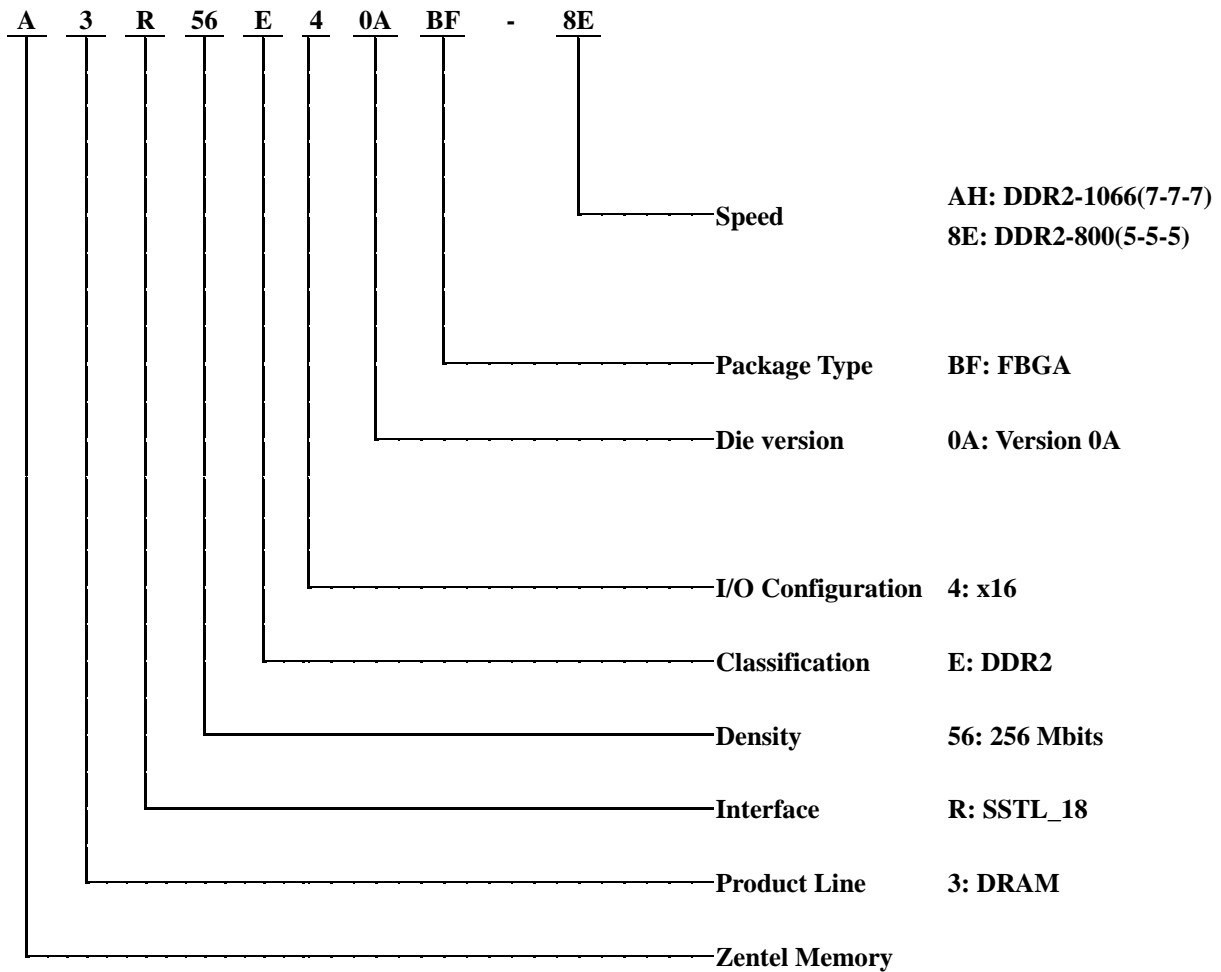 A 3 R 56 E 4 0A BF - 8E
Speed AH: DDR2-1066(7-7-7)
8E: DDR2-800(5-5-5)
Package Type BF: FBGA
Die version 0A: Version 0A
I/O Configuration 4: x16
Classification E: DDR2
Density 56: 256 Mbits
Interface R: SSTL_18
Product Line 3: DRAM
Zentel Memory